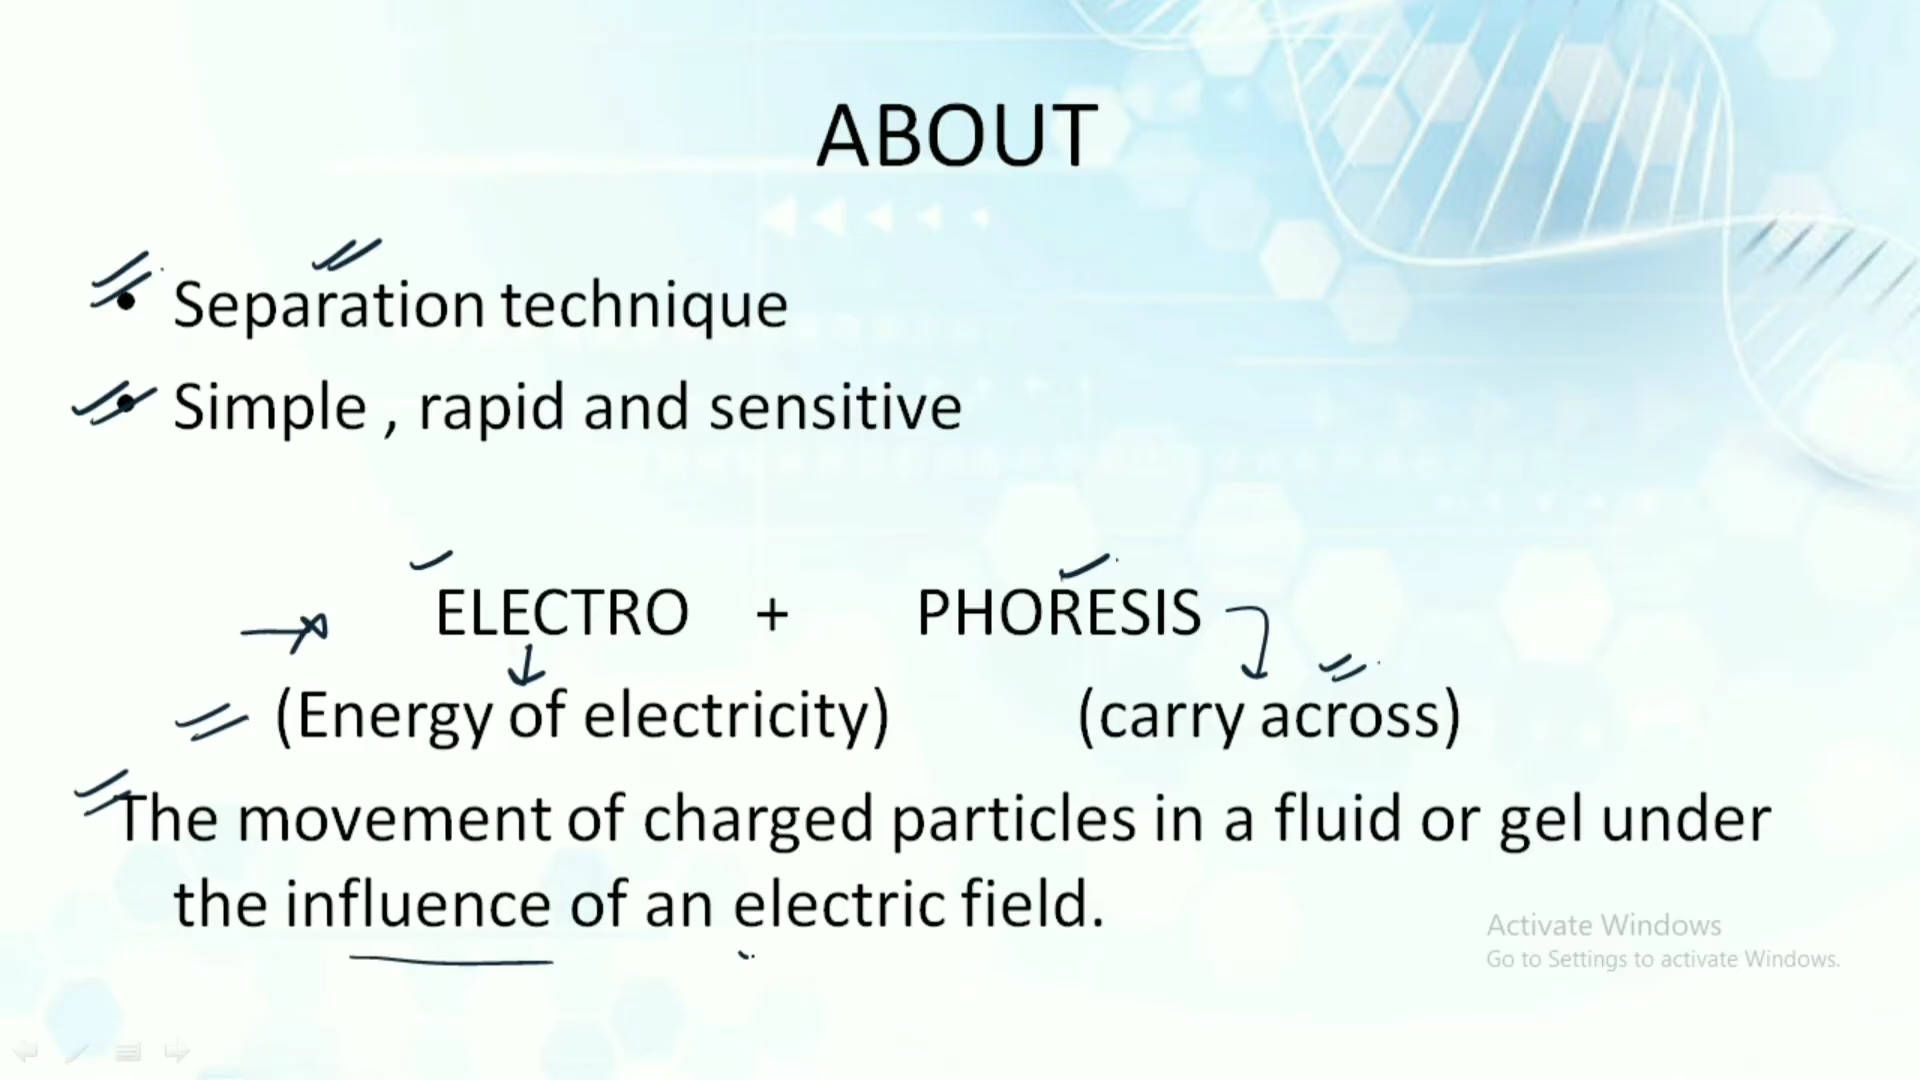 ABOUT
• Separation technique
• Simple , rapid and sensitive
ELECTRO + PHORESIS
(Energy of electricity) (carry across)
The movement of charged particles in a fluid or gel under
the influence of an electric field.
Activate Windows
Go to Settings to activate Windows.